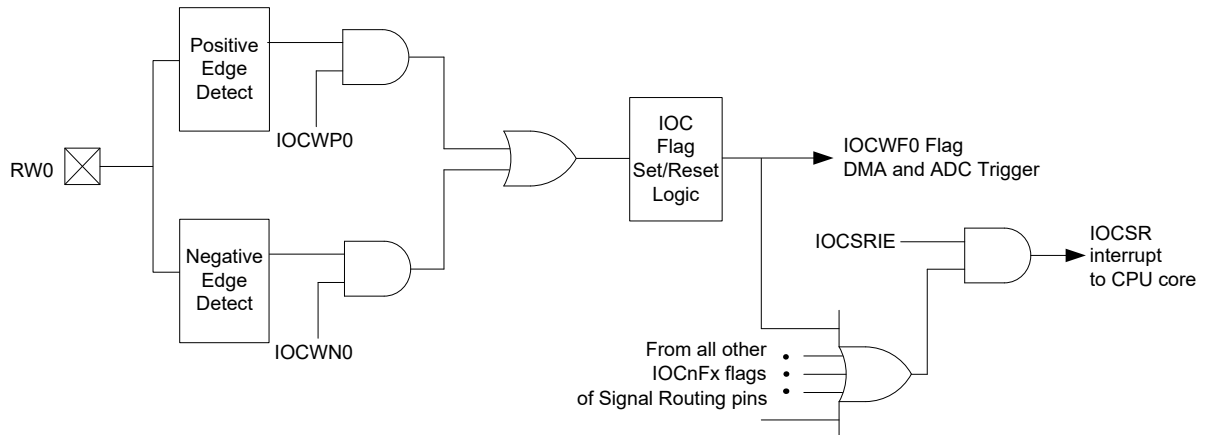 Positive
Edge
Detect
IOCWP0
RW0
Negative
Edge
Detect
IOCWN0
IOC
Flag
Set/Reset
Logic
IOCWF0 Flag
DMA and ADC Trigger
IOCSRIE
IOCSR
interrupt
to CPU core
From all other
IOCnFx flags
of Signal Routing pins